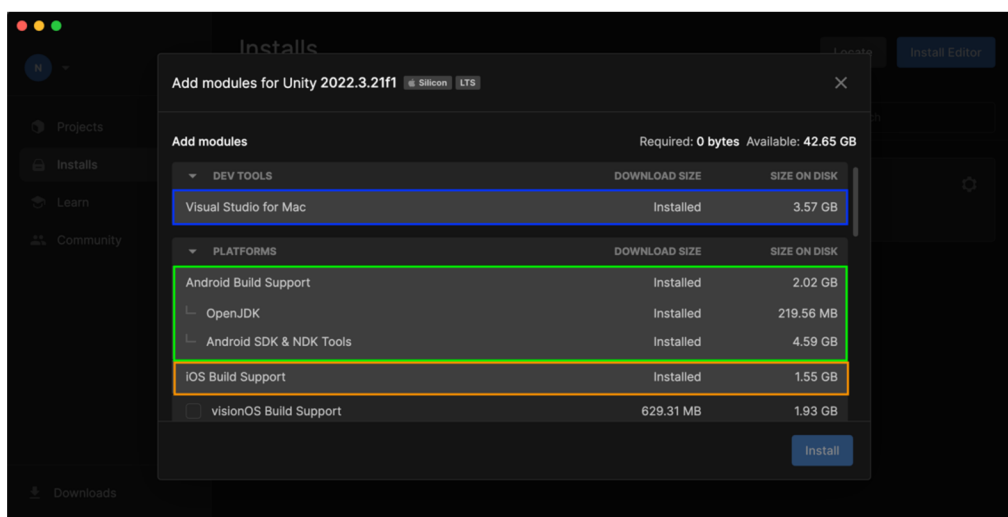 Installs
Locate
Install Editor
N
Add modules for Unity 2022.3.21f1 Silicon LTS
Projects
Installs
Learn
Community
Add modules Required: 0 bytes Available: 42.65 GB
DEV TOOLS DOWNLOAD SIZE SIZE ON DISK
Visual Studio for Mac Installed 3.57 GB
PLATFORMS DOWNLOAD SIZE SIZE ON DISK
Android Build Support Installed 2.02 GB
OpenJDK Installed 219.56 MB
Android SDK & NDK Tools Installed 4.59 GB
iOS Build Support Installed 1.55 GB
visionOS Build Support 629.31 MB 1.93 GB
Install
Downloads